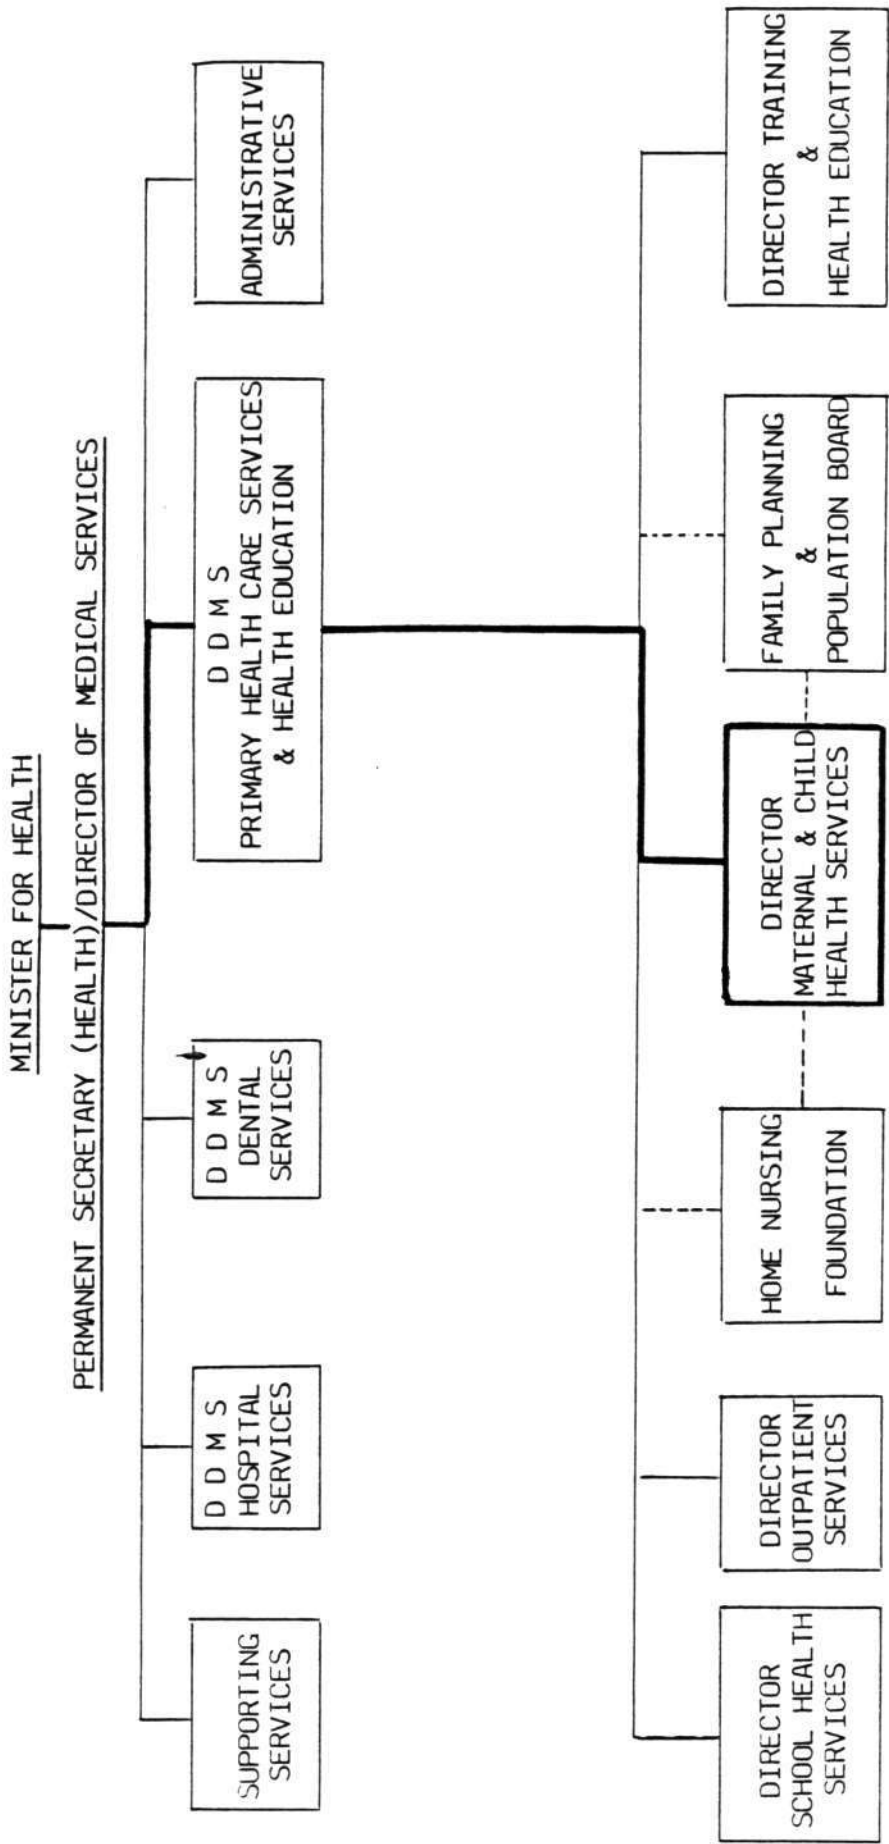 MINISTER FOR HEALTH
PERMANENT SECRETARY (HEALTH)/DIRECTOR OF MEDICAL SERVICES
SUPPORTING
SERVICES
D D M S
HOSPITAL
SERVICES
D D M S
DENTAL
SERVICES
D D M S
PRIMARY HEALTH CARE SERVICES
& HEALTH EDUCATION
ADMINISTRATIVE
SERVICES
DIRECTOR
SCHOOL HEALTH
SERVICES
DIRECTOR
OUTPATIENT
SERVICES
HOME NURSING
FOUNDATION
DIRECTOR
MATERNAL & CHILD
HEALTH SERVICES
FAMILY PLANNING
&
POPULATION BOARD
DIRECTOR TRAINING
&
HEALTH EDUCATION